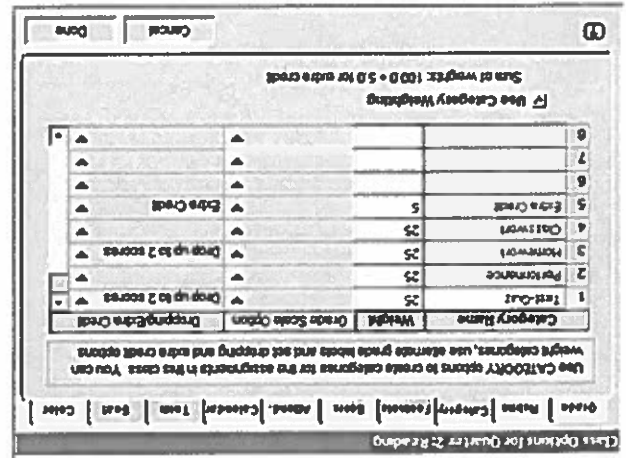 Class Options for Quarter 2: Reading
Grade Rubric Category Footnote Score Attend. Calendar Term Seat Color
Use CATEGORY options to create categories for the assignments in this class You can
weight categories, use alternate grade labels and set dropping and extra credit options
Category Name Weight Grade Scale Option Dropping/Extra Credit
1 Test-Quiz 25 Drop up to 2 scores
2 Performance 25
3 Homework 25 Drop up to 2 scores
4 Classwork 25
5 Extra Credit 5 Extra Credit
6
7
8
Use Category Weighting
Sum of weights: 100.0 + 5.0 for extra credit
Cancel Done